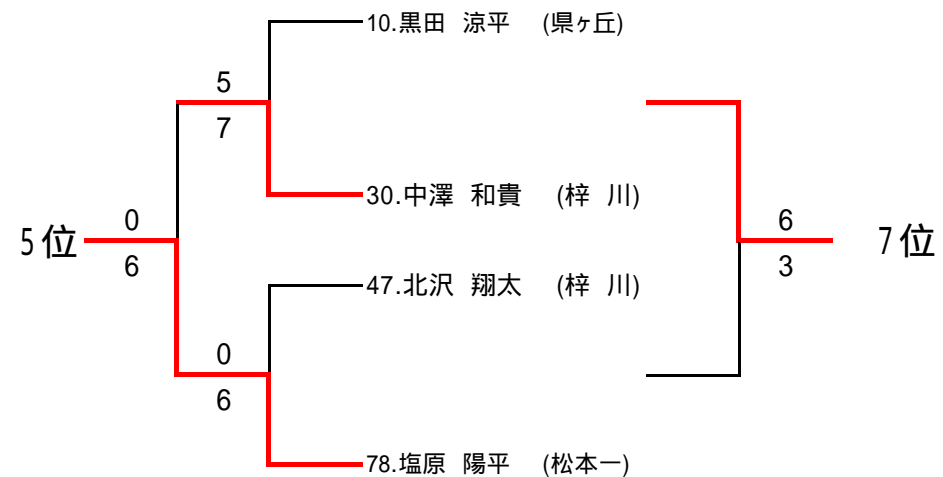 10.黒田 涼平 (県ヶ丘)
5
7
30.中澤 和貴 (梓 川)
0
6
5位
6
3
7位
47.北沢 翔太 (梓 川)
0
6
78.塩原 陽平 (松本一)